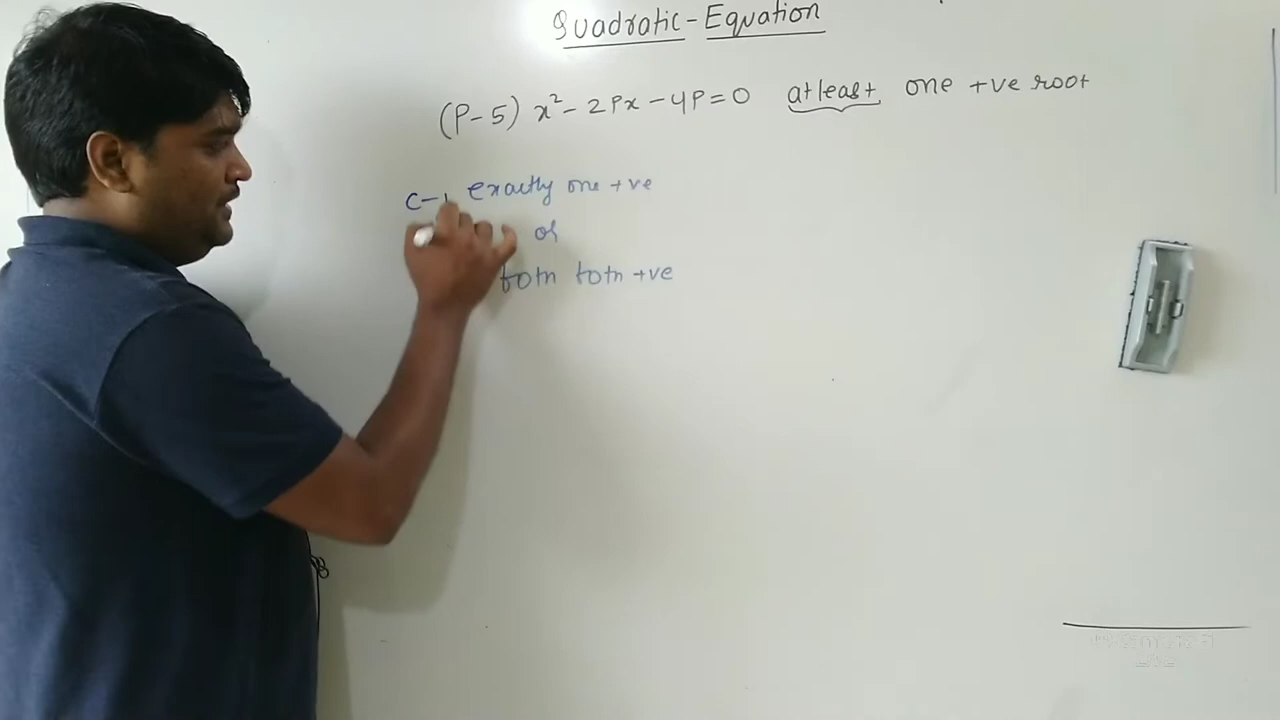 Quadratic - Equation
(P-5) x² - 2Px - 4P = 0 atleast one +ve root
C-1 exactly one +ve
or
both both +ve